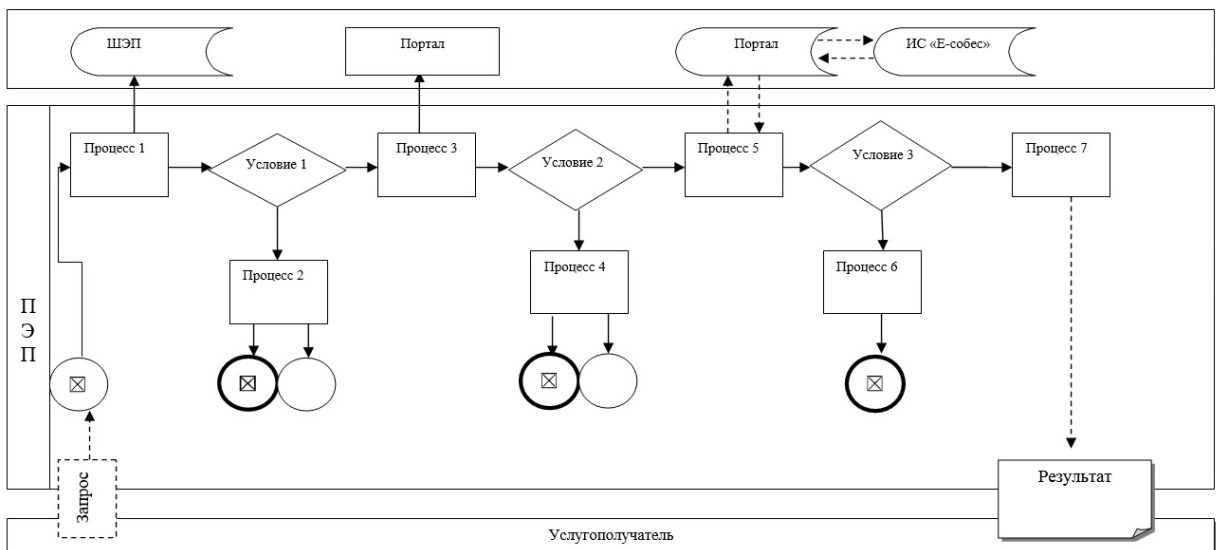 ШЭП
Портал
Портал
ИС «Е-собес»
Процесс 1
Условие 1
Процесс 3
Условие 2
Процесс 5
Условие 3
Процесс 7
Процесс 2
Процесс 4
Процесс 6
П
Э
П
Запрос
Результат
Услугополучатель